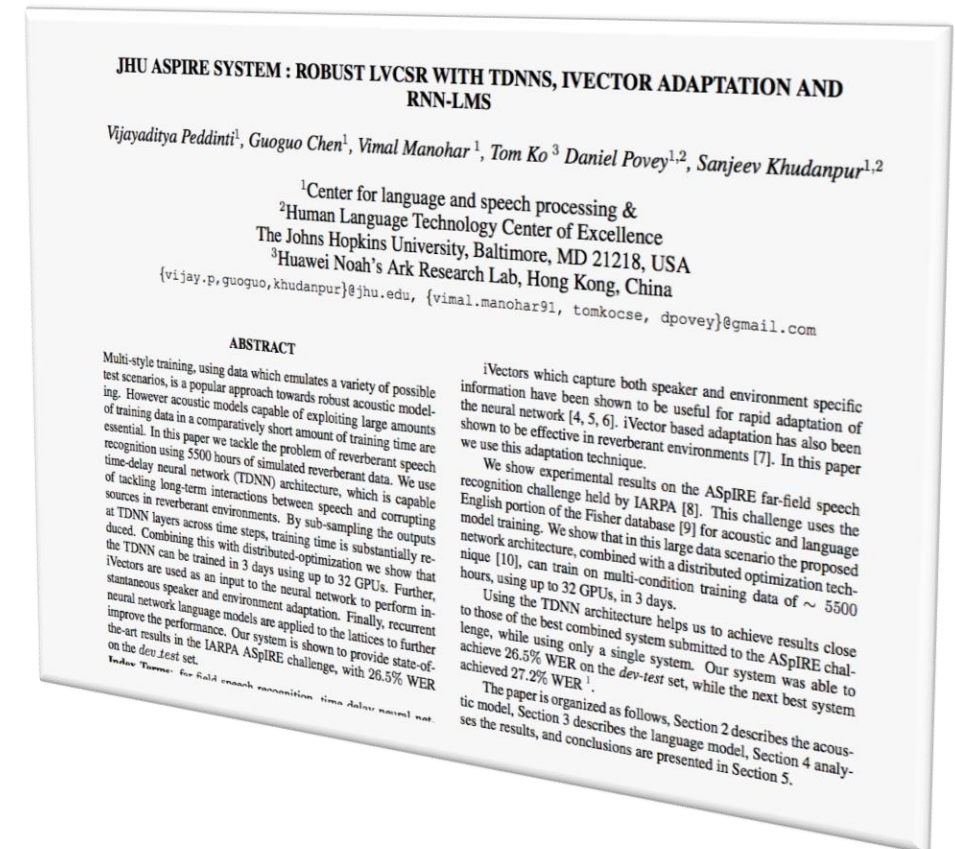 JHU ASPIRE SYSTEM : ROBUST LVCSR WITH TDNNS, IVECTOR ADAPTATION AND
RNN-LMS
Vijayaditya Peddinti1, Guoguo Chen1, Vimal Manohar 1, Tom Ko 3 Daniel Povey1,2, Sanjeev Khudanpur1,2
1Center for language and speech processing &
2Human Language Technology Center of Excellence
The Johns Hopkins University, Baltimore, MD 21218, USA
3Huawei Noah's Ark Research Lab, Hong Kong, China
{vijay.p,guoguo,khudanpur}@jhu.edu, {vimal.manohar91, tomkocse, dpovey}@gmail.com
ABSTRACT
Multi-style training, using data which emulates a variety of possible
test scenarios, is a popular approach towards robust acoustic model-
ing. However acoustic models capable of exploiting large amounts
of training data in a comparatively short amount of training time are
essential. In this paper we tackle the problem of reverberant speech
recognition using 5500 hours of simulated reverberant data. We use
time-delay neural network (TDNN) architecture, which is capable
of tackling long-term interactions between speech and corrupting
sources in reverberant environments. By sub-sampling the outputs
at TDNN layers across time steps, training time is substantially re-
duced. Combining this with distributed-optimization we show that
the TDNN can be trained in 3 days using up to 32 GPUs. Further,
iVectors are used as an input to the neural network to perform in-
stantaneous speaker and environment adaptation. Finally, recurrent
neural network language models are applied to the lattices to further
improve the performance. Our system is shown to provide state-of-
the-art results in the IARPA ASpIRE challenge, with 26.5% WER
on the dev test set.
Index Terms: far field speech recognition, time delay neural net-
iVectors which capture both speaker and environment specific
information have been shown to be useful for rapid adaptation of
the neural network [4, 5, 6]. iVector based adaptation has also been
shown to be effective in reverberant environments [7]. In this paper
we use this adaptation technique.
We show experimental results on the ASpIRE far-field speech
recognition challenge held by IARPA [8]. This challenge uses the
English portion of the Fisher database [9] for acoustic and language
model training. We show that in this large data scenario the proposed
network architecture, combined with a distributed optimization tech-
nique [10], can train on multi-condition training data of ~ 5500
hours, using up to 32 GPUs, in 3 days.
Using the TDNN architecture helps us to achieve results close
to those of the best combined system submitted to the ASpIRE chal-
lenge, while using only a single system. Our system was able to
achieve 26.5% WER on the dev-test set, while the next best system
achieved 27.2% WER 1.
The paper is organized as follows, Section 2 describes the acous-
tic model, Section 3 describes the language model, Section 4 analy-
ses the results, and conclusions are presented in Section 5.